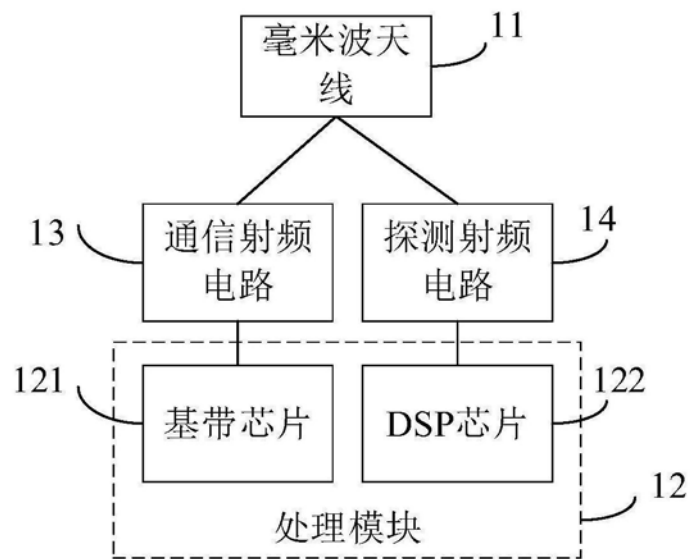 毫米波天
线
11
13
通信射频
电路
探测射频
电路
14
121
基带芯片
DSP芯片
122
处理模块
12